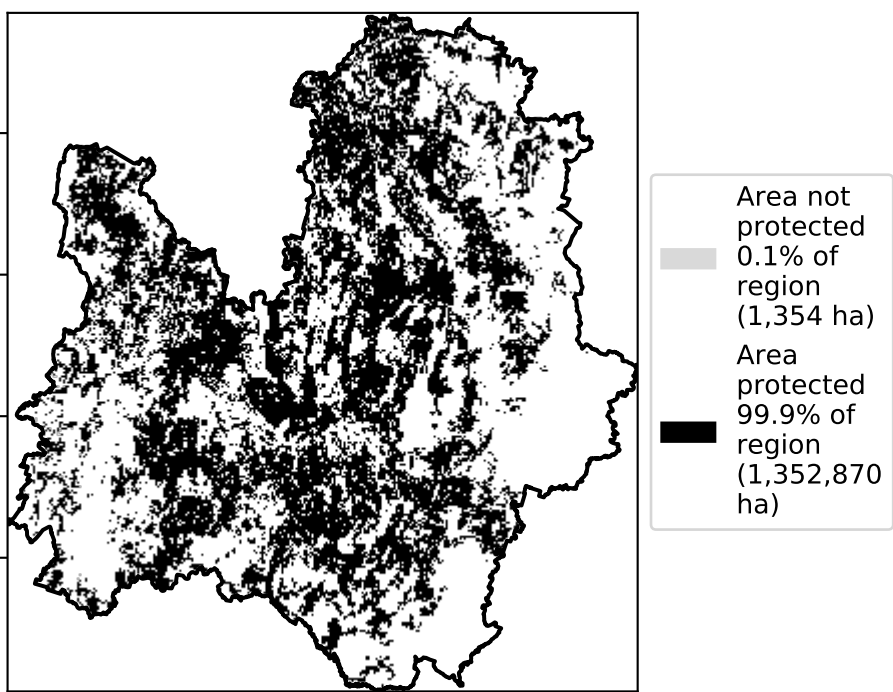 Area not
protected
0.1% of
region
(1,354 ha)
Area
protected
99.9% of
region
(1,352,870
ha)